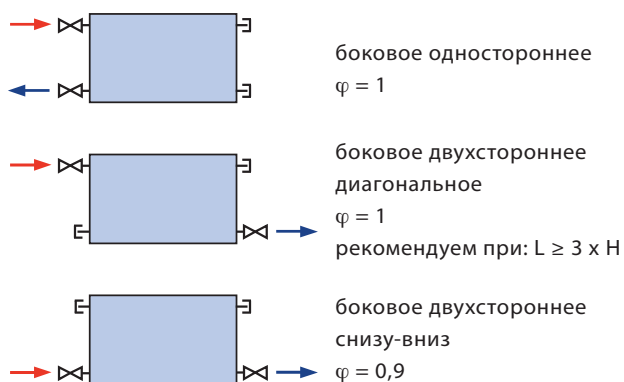 боковое одностороннее
φ = 1
боковое двухстороннее
диагональное
φ = 1
рекомендуем при: L ≥ 3 x H
боковое двухстороннее
снизу-вниз
φ = 0,9